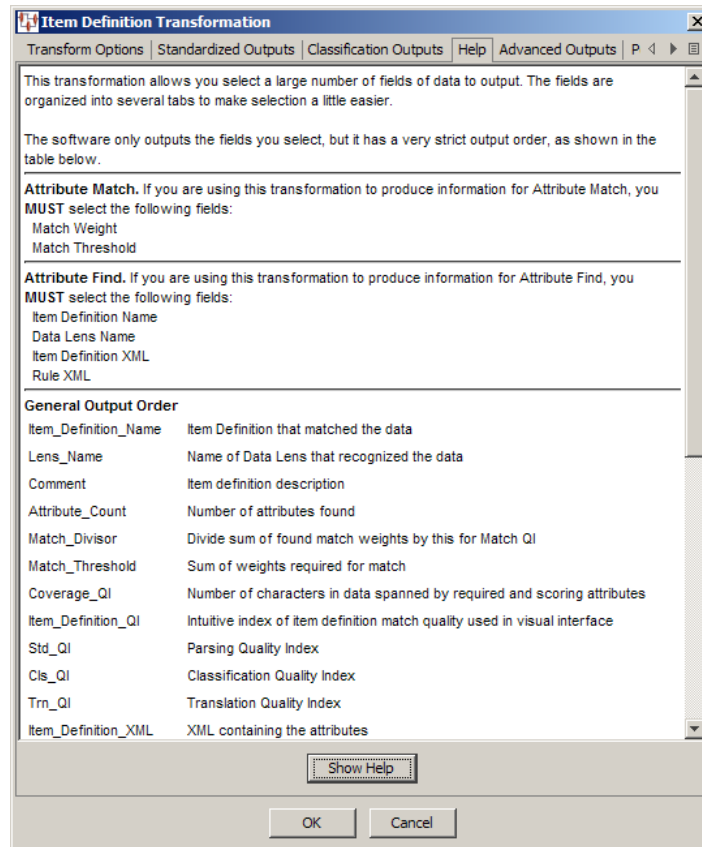 Item Definition Transformation
Transform Options Standardized Outputs Classification Outputs Help Advanced Outputs P
This transformation allows you select a large number of fields of data to output. The fields are
organized into several tabs to make selection a little easier.
The software only outputs the fields you select, but it has a very strict output order, as shown in the
table below.
Attribute Match. If you are using this transformation to produce information for Attribute Match, you
MUST select the following fields:
Match Weight
Match Threshold
Attribute Find. If you are using this transformation to produce information for Attribute Find, you
MUST select the following fields:
Item Definition Name
Data Lens Name
Item Definition XML
Rule XML
General Output Order
Item_Definition_Name Item Definition that matched the data
Lens_Name Name of Data Lens that recognized the data
Comment Item definition description
Attribute_Count Number of attributes found
Match_Divisor Divide sum of found match weights by this for Match QI
Match_Threshold Sum of weights required for match
Coverage_QI Number of characters in data spanned by required and scoring attributes
Item_Definition_QI Intuitive index of item definition match quality used in visual interface
Std_QI Parsing Quality Index
Cls_QI Classification Quality Index
Trn_QI Translation Quality Index
Item_Definition_XML XML containing the attributes
Show Help
OK Cancel